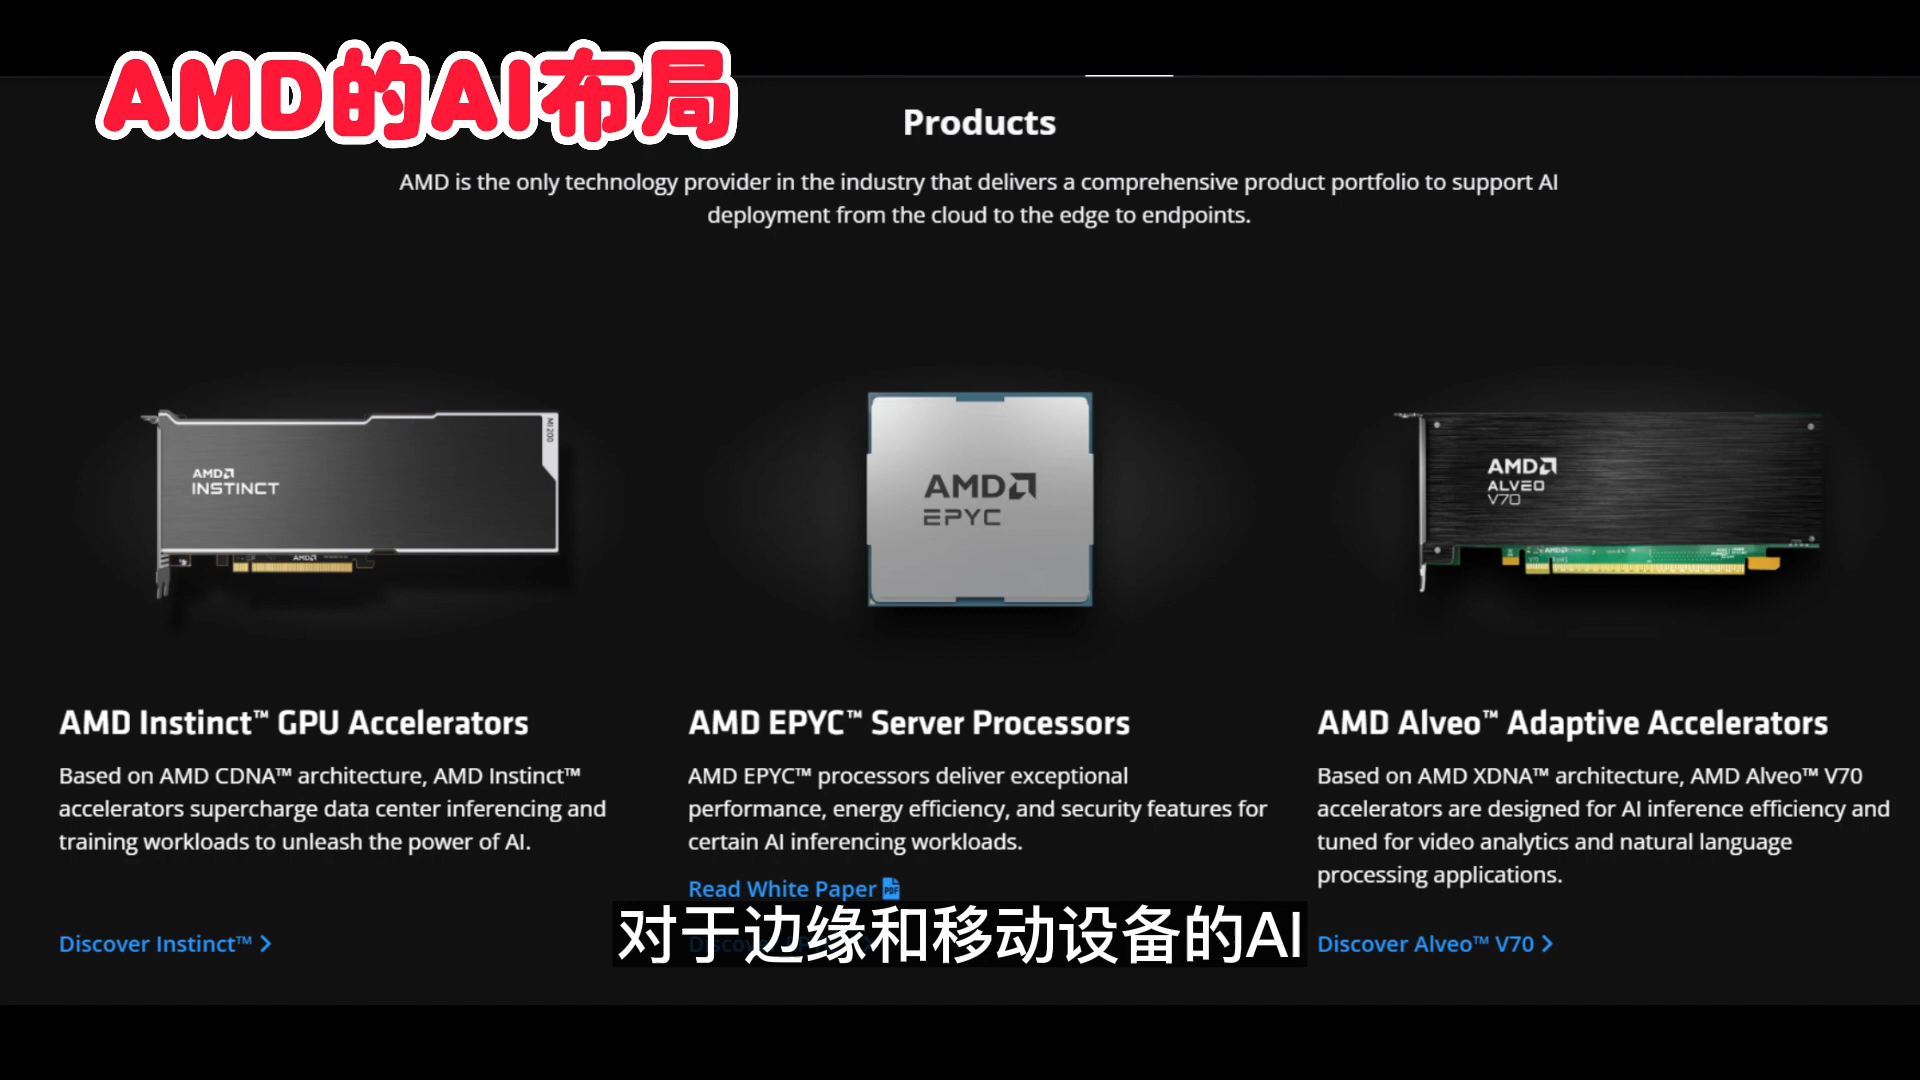 AMD的AI布局
Products
AMD is the only technology provider in the industry that delivers a comprehensive product portfolio to support AI
deployment from the cloud to the edge to endpoints.
AMD
INSTINCT
MI200
AMD
AMD
EPYC
AMD
ALVEO
V70
AMD
AMD Instinct™ GPU Accelerators
Based on AMD CDNA™ architecture, AMD Instinct™
accelerators supercharge data center inferencing and
training workloads to unleash the power of AI.
Discover Instinct™
AMD EPYC™ Server Processors
AMD EPYC™ processors deliver exceptional
performance, energy efficiency, and security features for
certain AI inferencing workloads.
Read White Paper PDF
AMD Alveo™ Adaptive Accelerators
Based on AMD XDNA™ architecture, AMD Alveo™ V70
accelerators are designed for AI inference efficiency and
tuned for video analytics and natural language
processing applications.
Discover Alveo™ V70
对于边缘和移动设备的AI